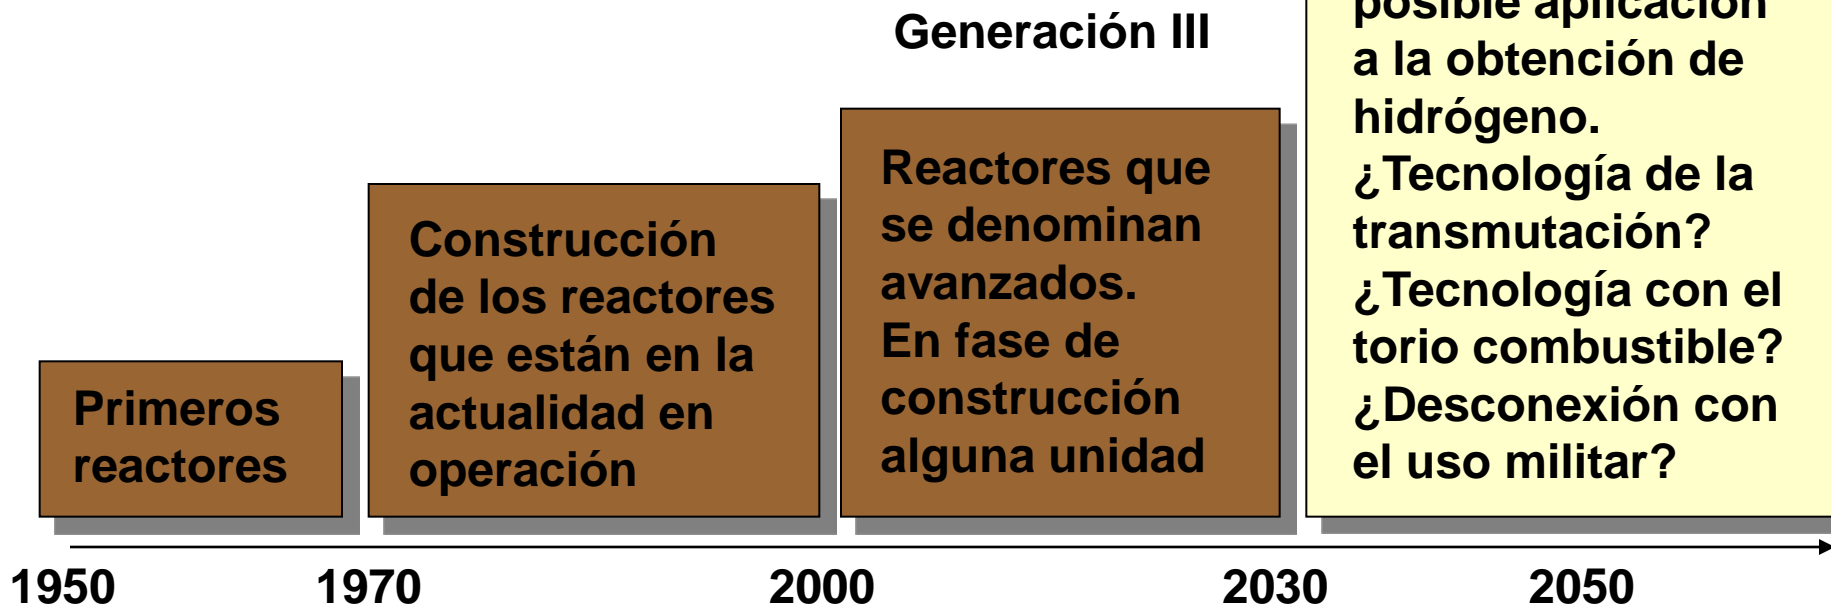 Generación III
Primeros
reactores
Construcción
de los reactores
que están en la
actualidad en
operación
Reactores que
se denominan
avanzados.
En fase de
construcción
alguna unidad
posible aplicación
a la obtención de
hidrógeno.
¿Tecnología de la
transmutación?
¿Tecnología con el
torio combustible?
¿Desconexión con
el uso militar?
1950 1970 2000 2030 2050